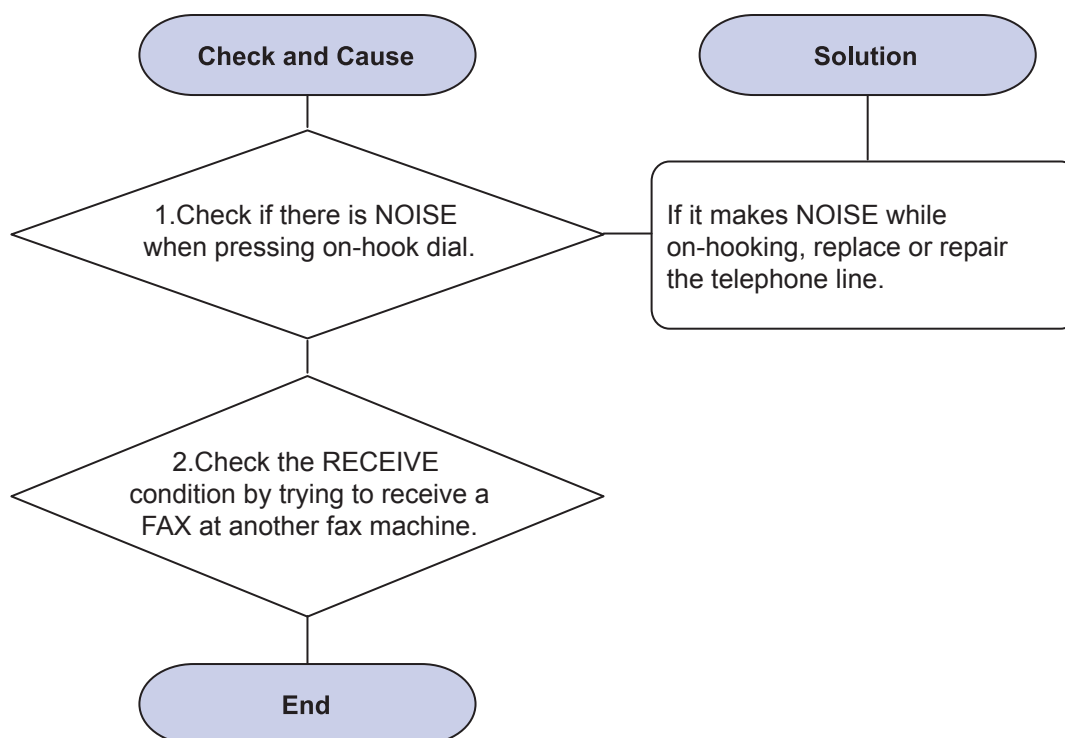 Check and Cause
Solution
1.Check if there is NOISE
when pressing on-hook dial.
If it makes NOISE while
on-hooking, replace or repair
the telephone line.
2.Check the RECEIVE
condition by trying to receive a
FAX at another fax machine.
End